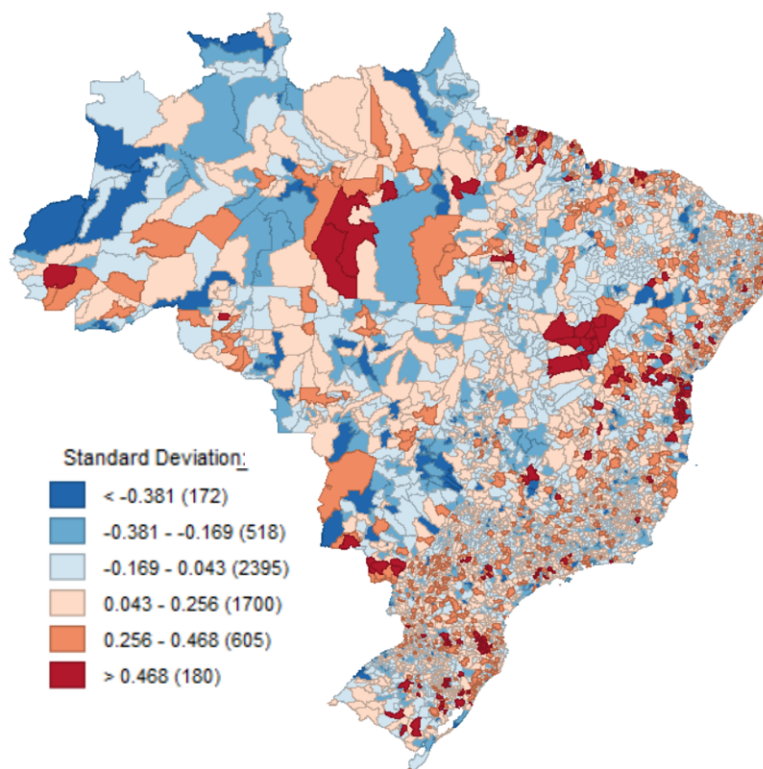 Standard Deviation:
< -0.381 (172)
-0.381 - -0.169 (518)
-0.169 - 0.043 (2395)
0.043 - 0.256 (1700)
0.256 - 0.468 (605)
> 0.468 (180)